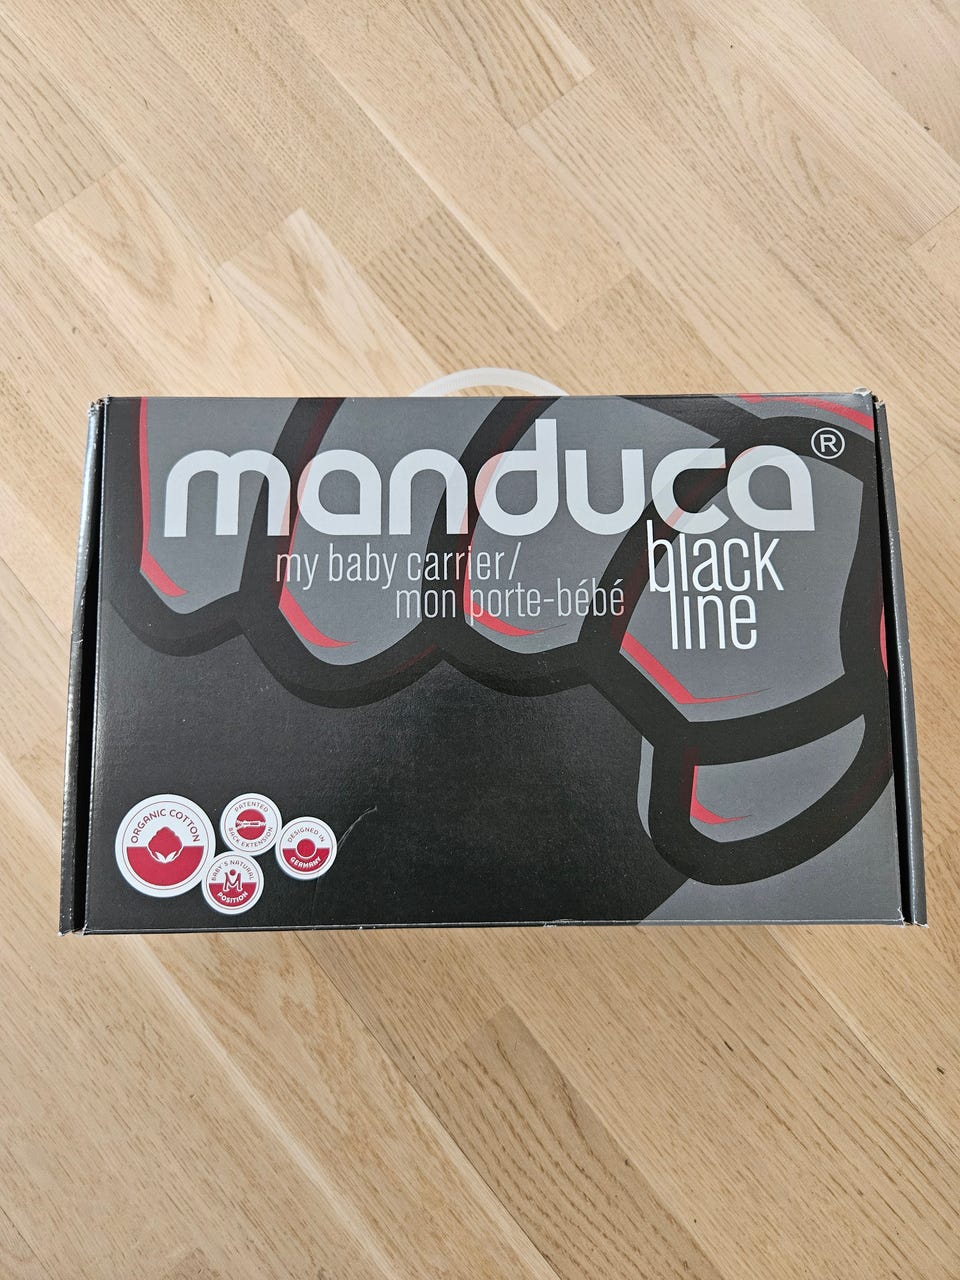 manduca®
my baby carrier/
mon porte-bébé
black
line
ORGANIC COTTON
PATENTED
BACK EXTENSION
DESIGNED IN
GERMANY
BABY'S NATURAL
POSITION